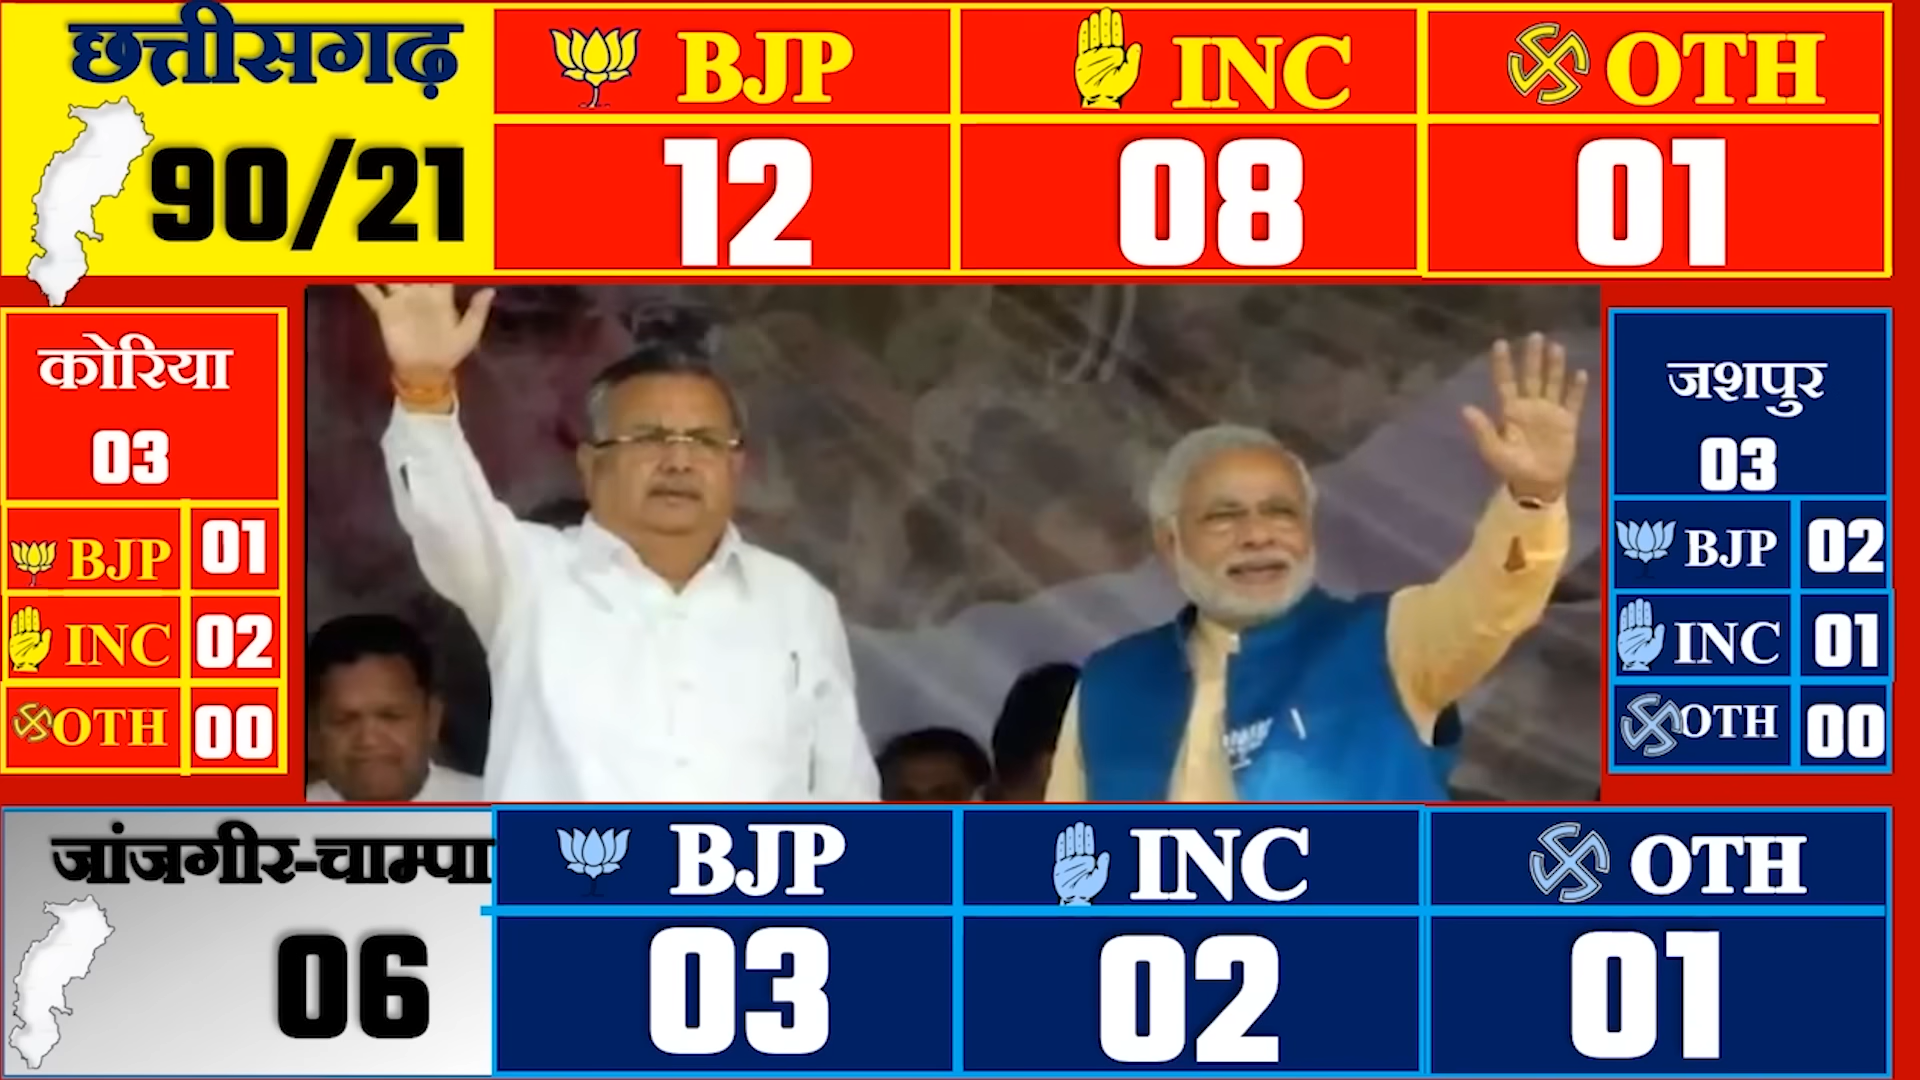 छत्तीसगढ़
90/21
BJP
INC
OTH
12
08
01
कोरिया
03
BJP 01
INC 02
OTH 00
जशपुर
03
BJP 02
INC 01
OTH 00
जांजगीर-चाम्पा
06
BJP
INC
OTH
03
02
01